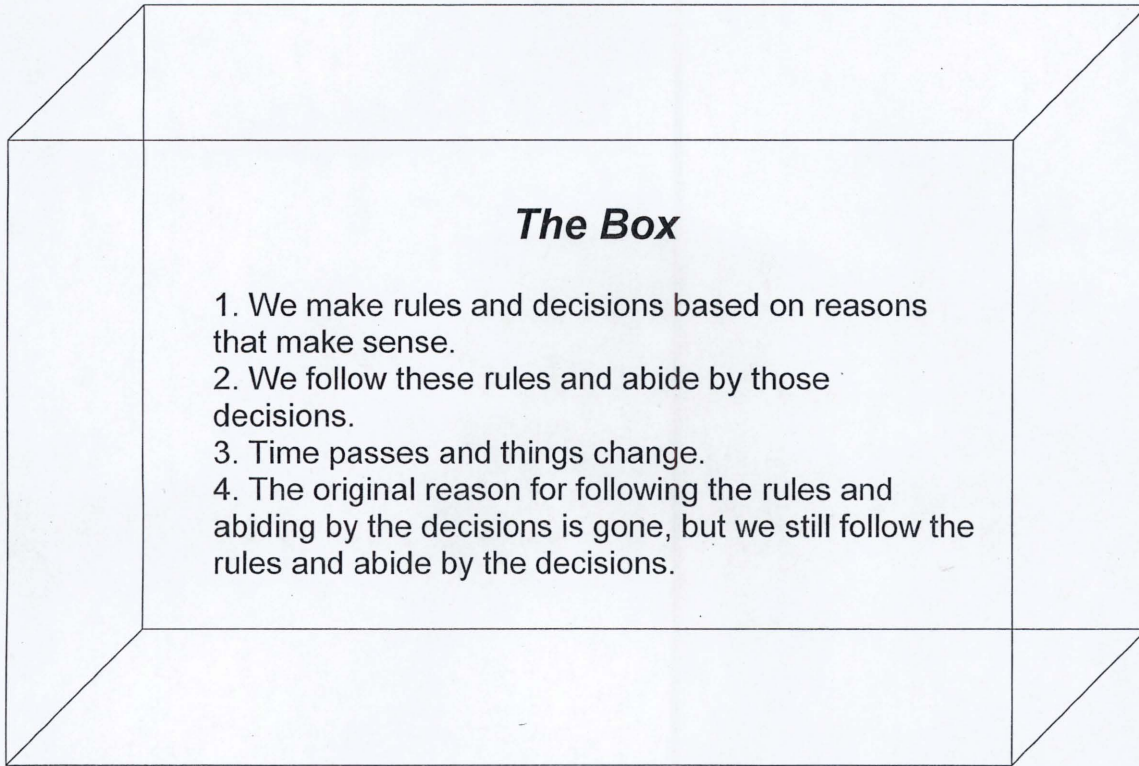 The Box
1. We make rules and decisions based on reasons
that make sense.
2. We follow these rules and abide by those
decisions.
3. Time passes and things change.
4. The original reason for following the rules and
abiding by the decisions is gone, but we still follow the
rules and abide by the decisions.